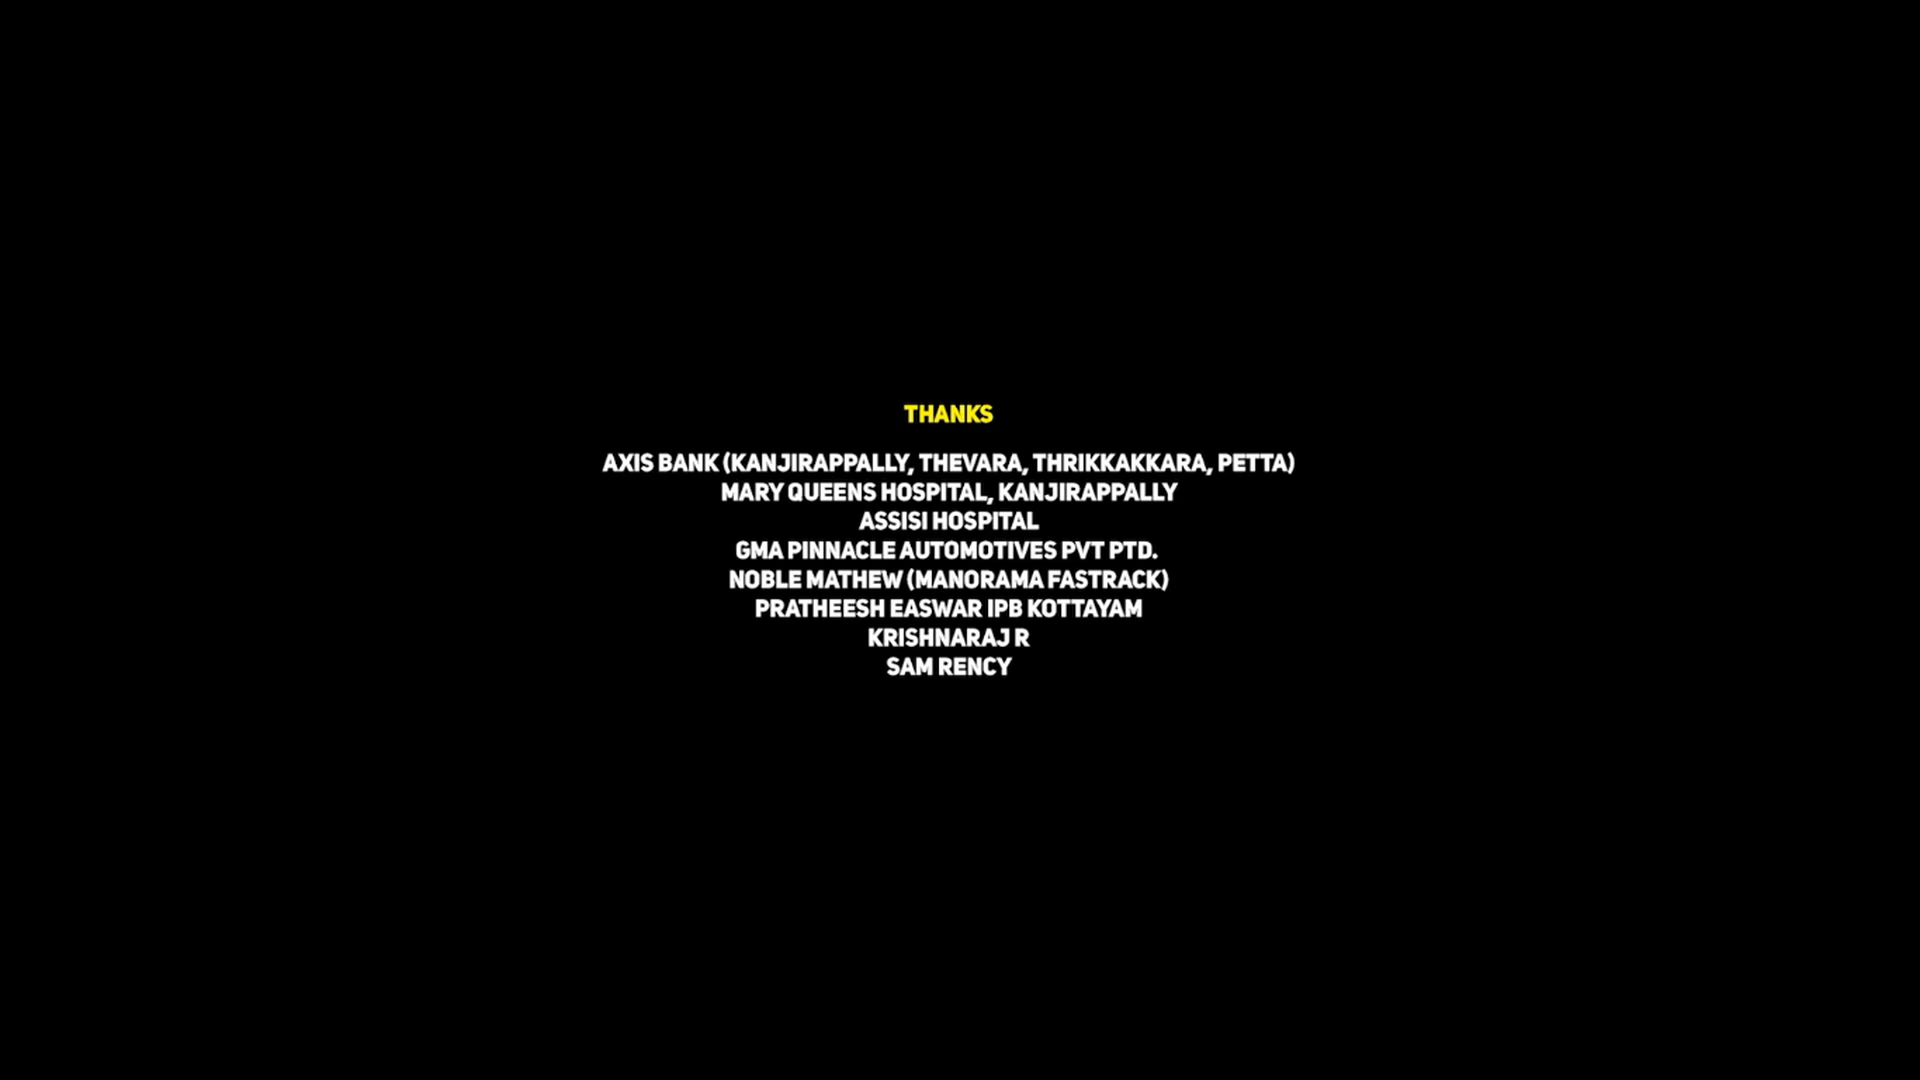 THANKS
AXIS BANK (KANJIRAPPALLY, THEVARA, THRIKKAKKARA, PETTA)
MARY QUEENS HOSPITAL, KANJIRAPPALLY
ASSISI HOSPITAL
GMA PINNACLE AUTOMOTIVES PVT PTD.
NOBLE MATHEW (MANORAMA FASTRACK)
PRATHEESH EASWAR IPB KOTTAYAM
KRISHNARAJ R
SAM RENCY